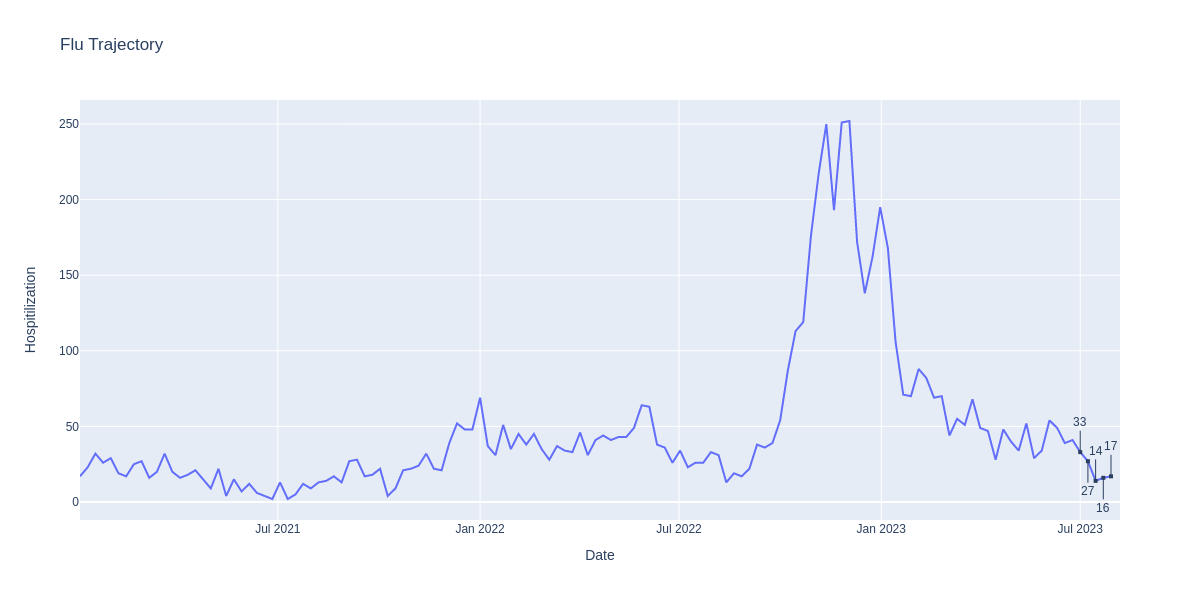 Flu Trajectory
Hospitilization
250
200
150
100
50
0
33
14
17
27
16
Jul 2021
Jan 2022
Jul 2022
Jan 2023
Jul 2023
Date